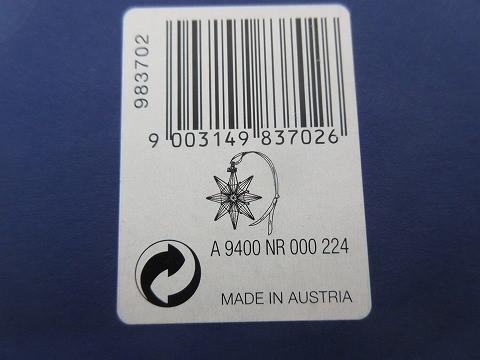 983702
9 003149 837026
A 9400 NR 000 224
MADE IN AUSTRIA